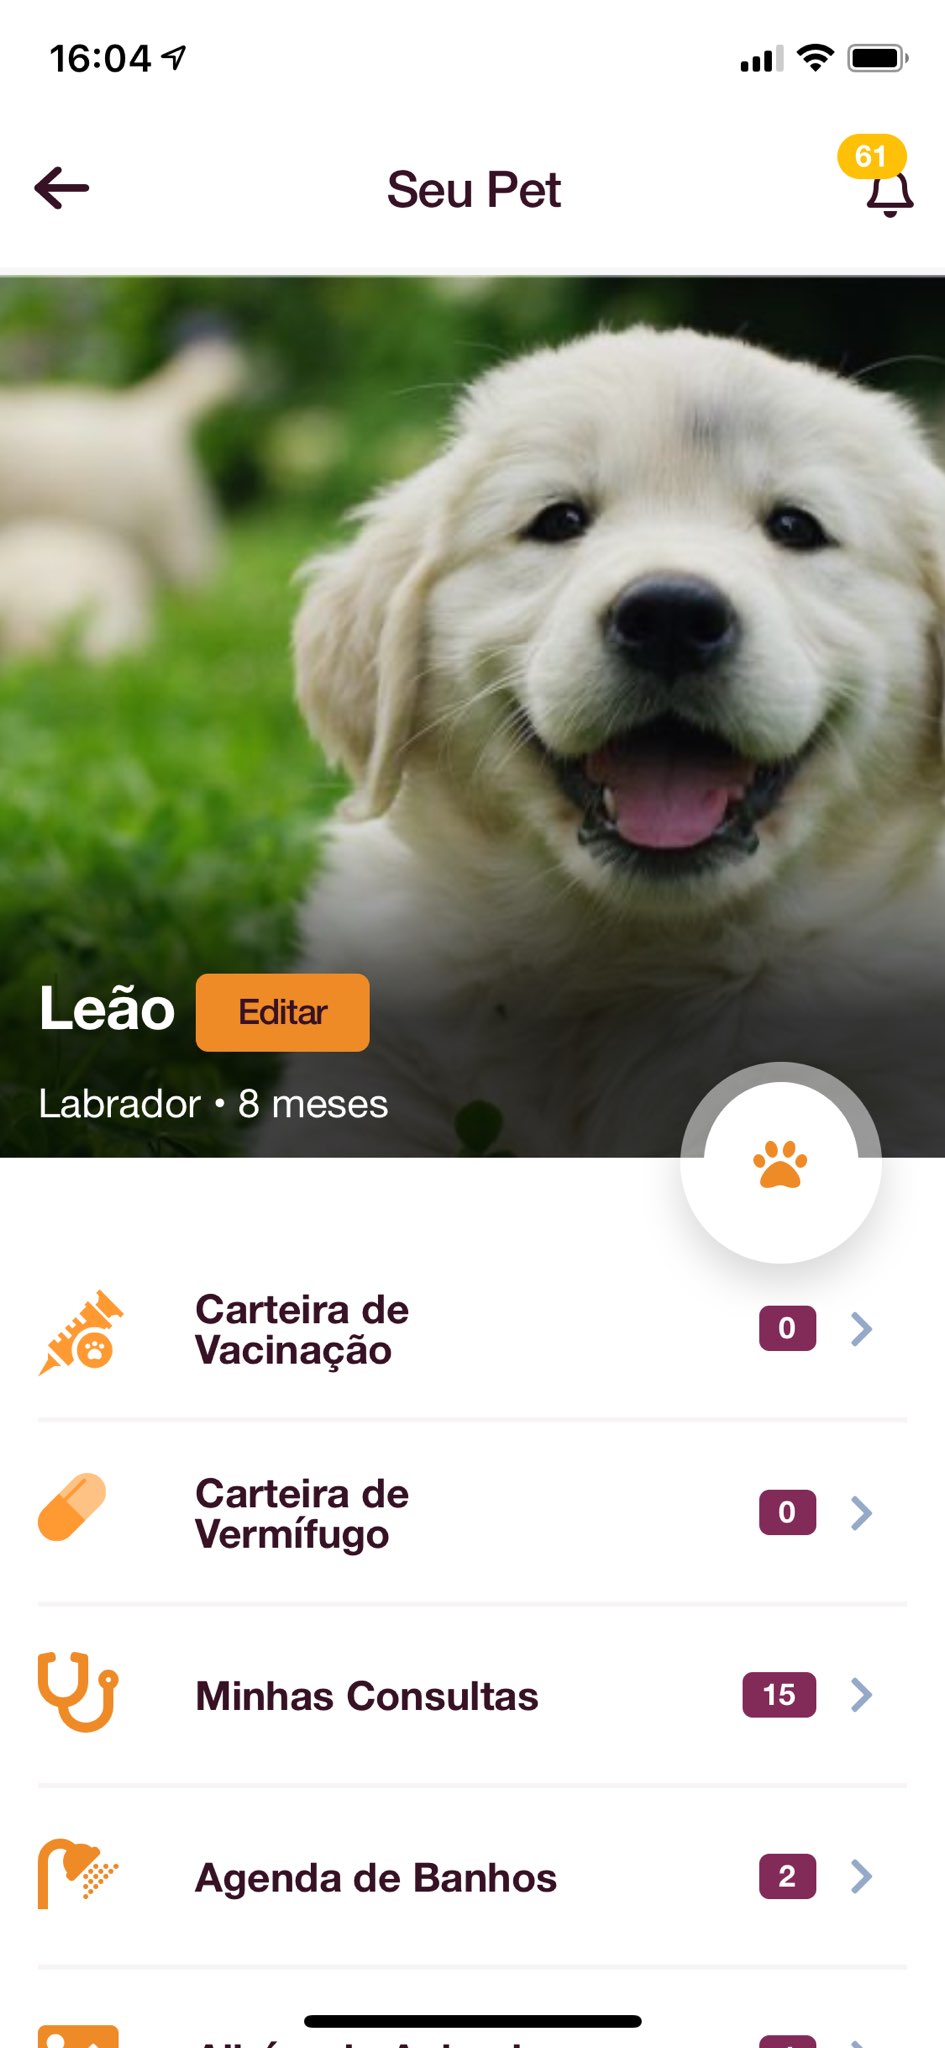 16:04
Seu Pet
61
Leão
Editar
Labrador • 8 meses
Carteira de
Vacinação
0
Carteira de
Vermífugo
0
Minhas Consultas
15
Agenda de Banhos
2